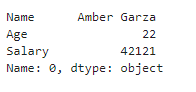 Name Amber Garza
Age 22
Salary 42121
Name: 0, dtype: object